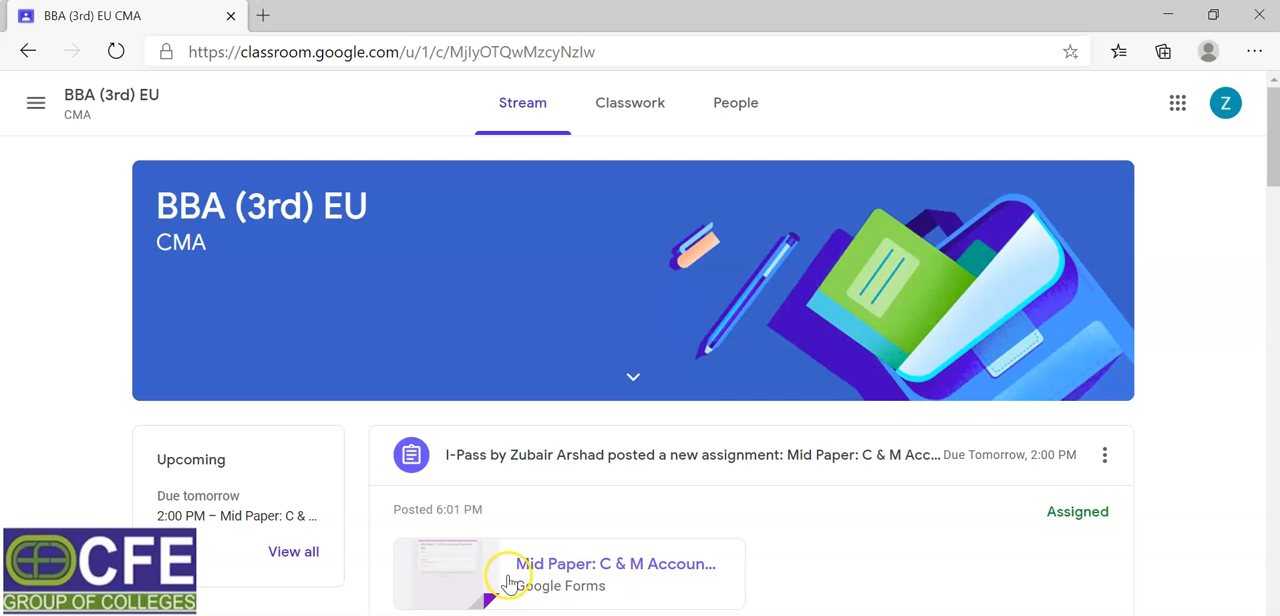 BBA (3rd) EU CMA
https://classroom.google.com/u/1/c/MjIyOTQwMzcyNzIw
BBA (3rd) EU
CMA
Stream
Classwork
People
Z
BBA (3rd) EU
CMA
Upcoming
Due tomorrow
2:00 PM – Mid Paper: C & ...
View all
I-Pass by Zubair Arshad posted a new assignment: Mid Paper: C & M Acc... Due Tomorrow, 2:00 PM
Posted 6:01 PM
Assigned
Mid Paper: C & M Accoun...
Google Forms
CFE
GROUP OF COLLEGES